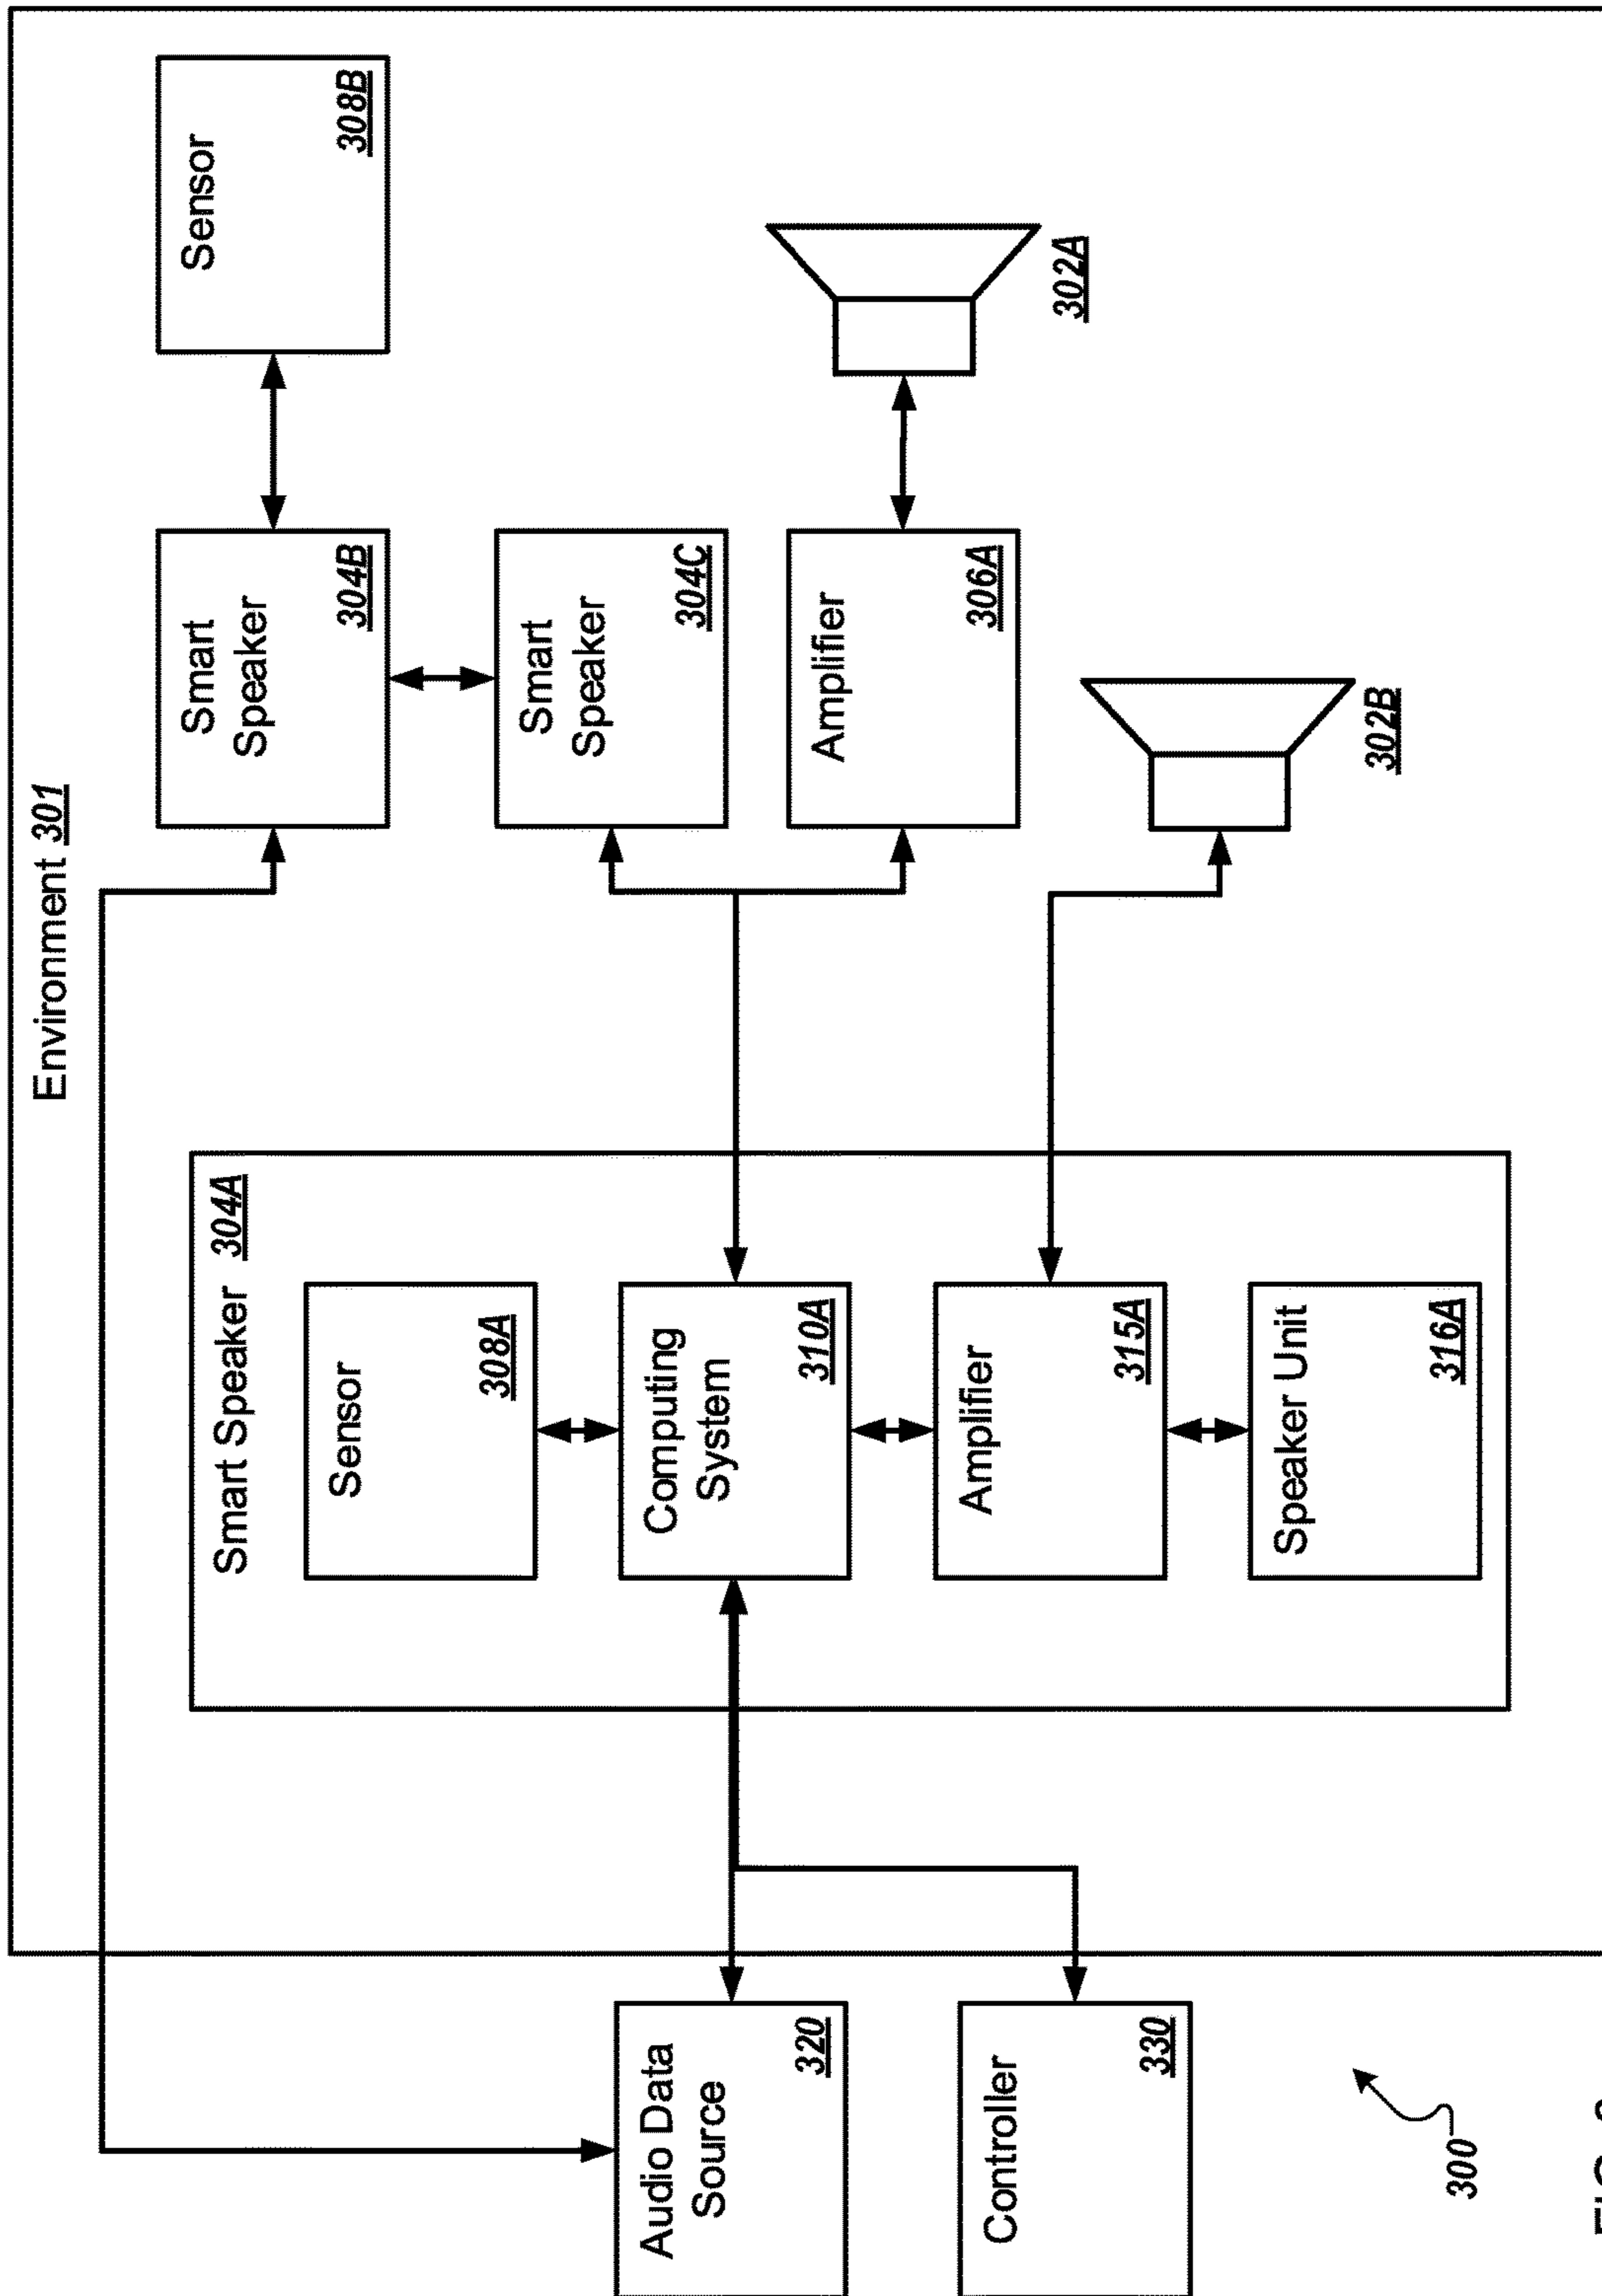 Environment 301
Audio Data
Source
320
Controller
330
300
Smart Speaker 304A
Sensor
308A
Computing
System
310A
Amplifier
315A
Speaker Unit
316A
Smart
Speaker
304B
Sensor
308B
Smart
Speaker
304C
Amplifier
306A
302A
302B